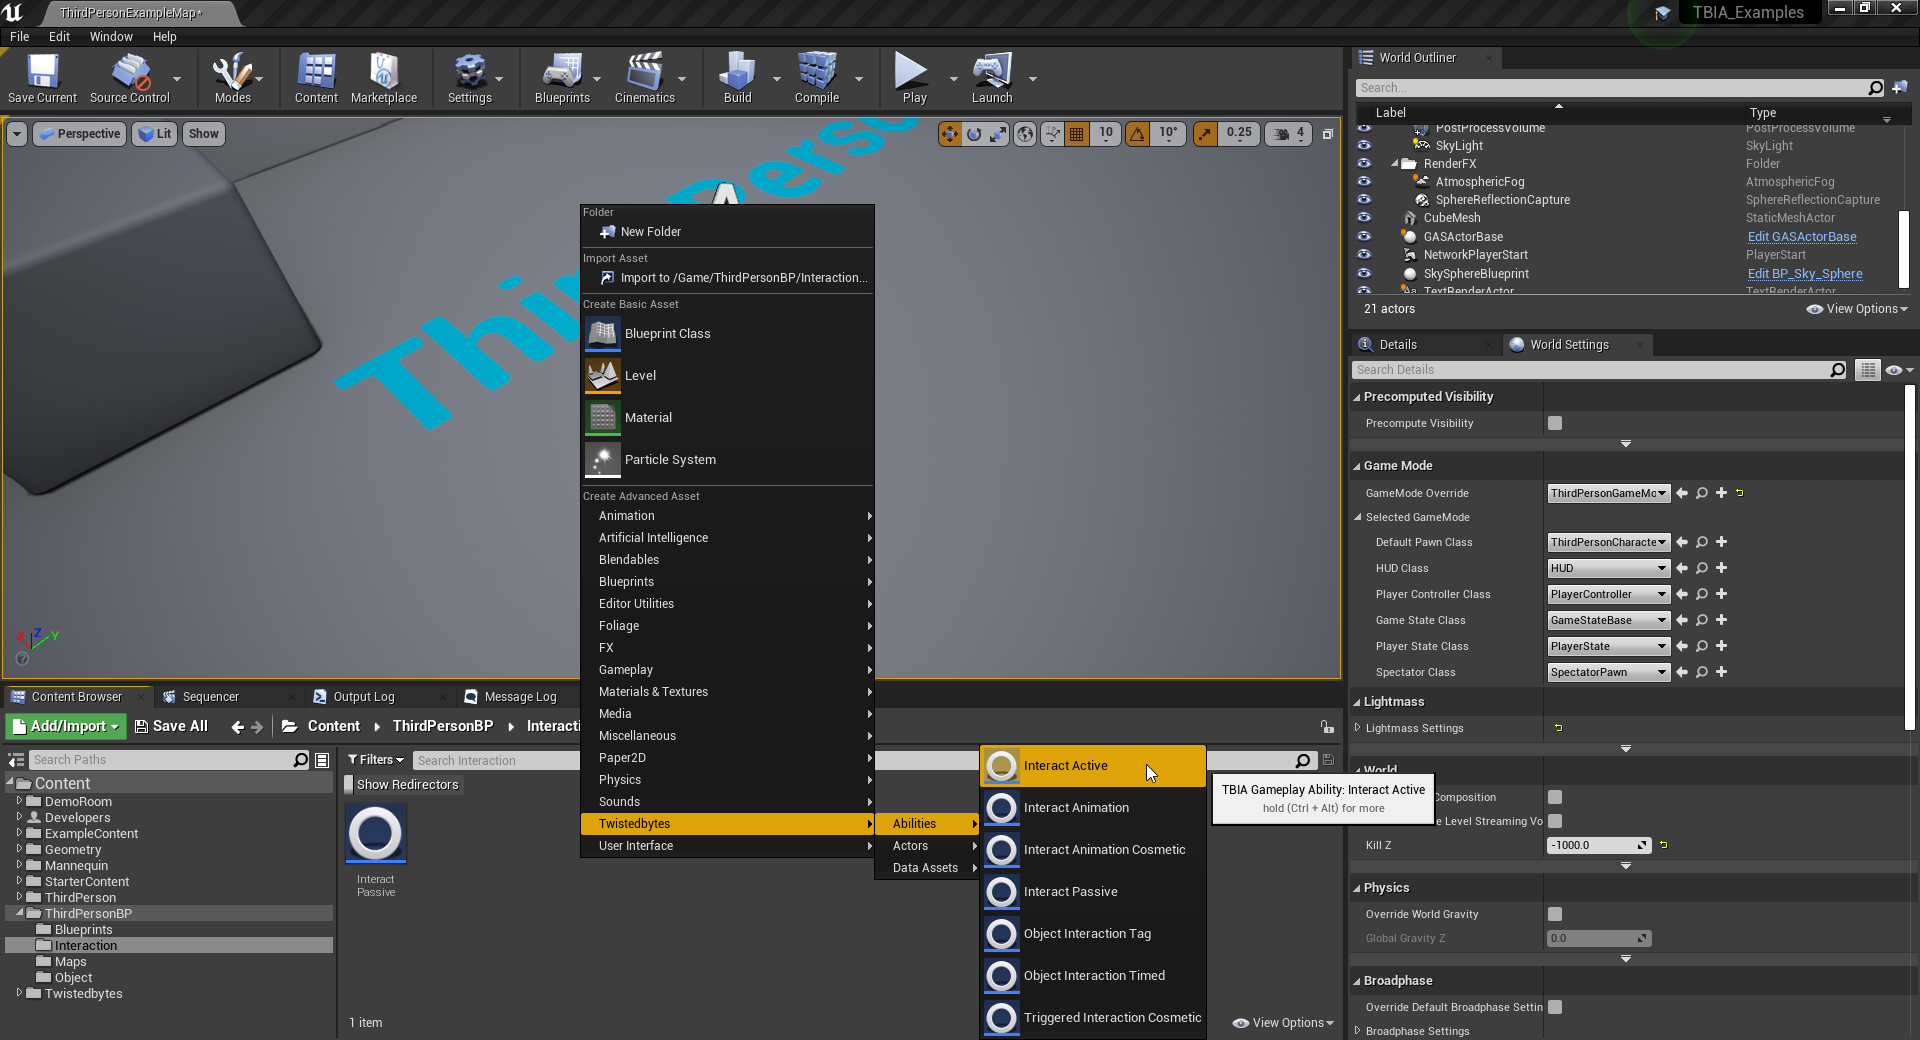 ThirdPersonExampleMap*
TBIA_Examples
File Edit Window Help
Save Current Source Control Modes Content Marketplace Settings Blueprints Cinematics Build Compile Play Launch
Perspective Lit Show
10 10° 0.25 4
Folder
New Folder
Import Asset
Import to /Game/ThirdPersonBP/Interaction...
Create Basic Asset
Blueprint Class
Level
Material
Particle System
Create Advanced Asset
Animation
Artificial Intelligence
Blendables
Blueprints
Editor Utilities
Foliage
FX
Gameplay
Materials & Textures
Media
Miscellaneous
Paper2D
Physics
Sounds
Twistedbytes
User Interface
Abilities
Actors
Data Assets
Interact Active
Interact Animation
Interact Animation Cosmetic
Interact Passive
Object Interaction Tag
Object Interaction Timed
Triggered Interaction Cosmetic
TBIA Gameplay Ability: Interact Active
hold (Ctrl + Alt) for more
X Z Y
Content Browser Sequencer Output Log Message Log
Add/Import Save All Content ThirdPersonBP Interacti
Search Paths
Filters Search Interaction
Show Redirectors
Content
DemoRoom
Developers
ExampleContent
Geometry
Mannequin
StarterContent
ThirdPerson
ThirdPersonBP
Blueprints
Interaction
Maps
Object
Twistedbytes
Interact
Passive
1 item
View Options
World Outliner
Search...
Label Type
PostProcessVolume PostProcessVolume
SkyLight SkyLight
RenderFX Folder
AtmosphericFog AtmosphericFog
SphereReflectionCapture SphereReflectionCapture
CubeMesh StaticMeshActor
GASActorBase Edit GASActorBase
NetworkPlayerStart PlayerStart
SkySphereBlueprint Edit BP_Sky_Sphere
TextRenderActor TextRenderActor
21 actors View Options
Details World Settings
Search Details
Precomputed Visibility
Precompute Visibility
Game Mode
GameMode Override ThirdPersonGameMo
Selected GameMode
Default Pawn Class ThirdPersonCharacte
HUD Class HUD
Player Controller Class PlayerController
Game State Class GameStateBase
Player State Class PlayerState
Spectator Class SpectatorPawn
Lightmass
Lightmass Settings
World
Composition
e Level Streaming Vo
Kill Z -1000.0
Physics
Override World Gravity
Global Gravity Z 0.0
Broadphase
Override Default Broadphase Settin
Broadphase Settings